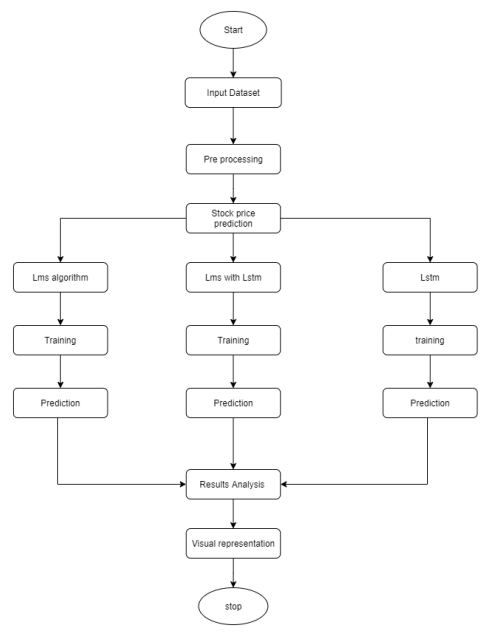 Start
Input Dataset
Pre processing
Stock price
prediction
Lms algorithm
Lms with Lstm
Lstm
Training
Training
training
Prediction
Prediction
Prediction
Results Analysis
Visual representation
stop